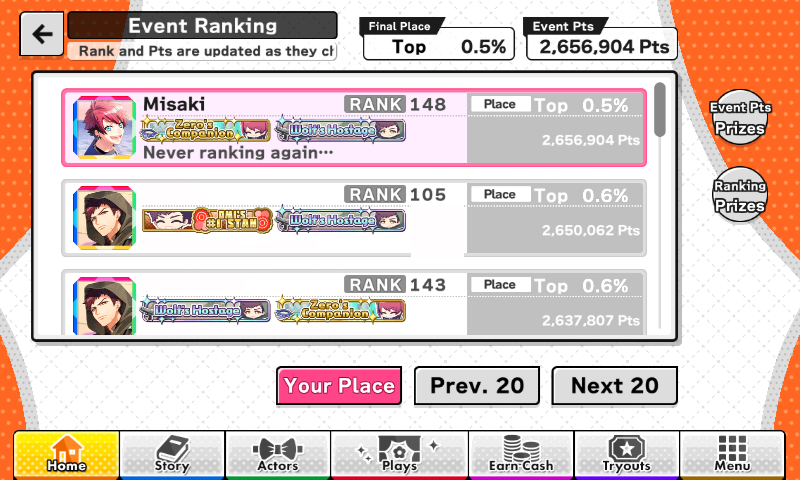 Event Ranking
Rank and Pts are updated as they ch
Final Place
Top 0.5%
Event Pts
2,656,904 Pts
Misaki
RANK 148
Place Top 0.5%
Zero's Companion
Wolf's Hostage
2,656,904 Pts
Never ranking again…
RANK 105
Place Top 0.6%
OMI'S #1 STAN
Wolf's Hostage
2,650,062 Pts
RANK 143
Place Top 0.6%
Wolf's Hostage
Zero's Companion
2,637,807 Pts
Event Pts Prizes
Ranking Prizes
Your Place
Prev. 20
Next 20
Home
Story
Actors
Plays
Earn Cash
Tryouts
Menu